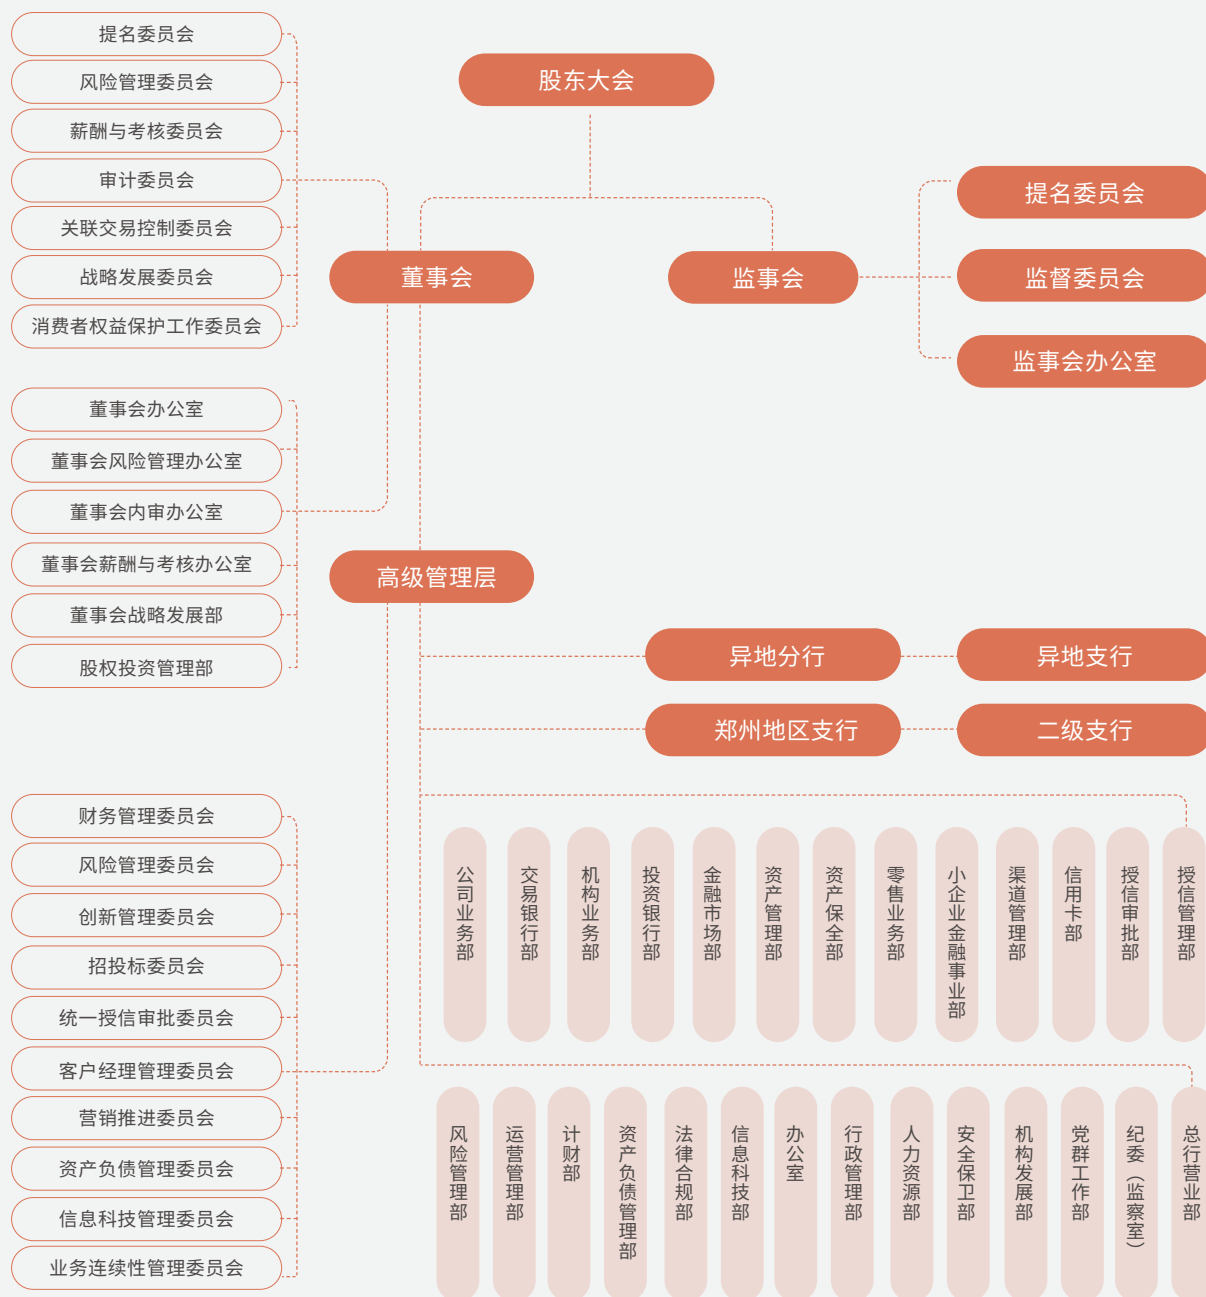 股东大会
董事会
监事会
提名委员会
监督委员会
监事会办公室
提名委员会
风险管理委员会
薪酬与考核委员会
审计委员会
关联交易控制委员会
战略发展委员会
消费者权益保护工作委员会
董事会办公室
董事会风险管理办公室
董事会内审办公室
董事会薪酬与考核办公室
董事会战略发展部
股权投资管理部
高级管理层
异地分行
异地支行
郑州地区支行
二级支行
财务管理委员会
风险管理委员会
创新管理委员会
招投标委员会
统一授信审批委员会
客户经理管理委员会
营销推进委员会
资产负债管理委员会
信息科技管理委员会
业务连续性管理委员会
公司业务部
交易银行部
机构业务部
投资银行部
金融市场部
资产管理部
资产保全部
零售业务部
小企业金融事业部
渠道管理部
信用卡部
授信审批部
授信管理部
风险管理部
运营管理部
计财部
资产负债管理部
法律合规部
信息科技部
办公室
行政管理部
人力资源部
安全保卫部
机构发展部
党群工作部
纪委（监察室）
总行营业部